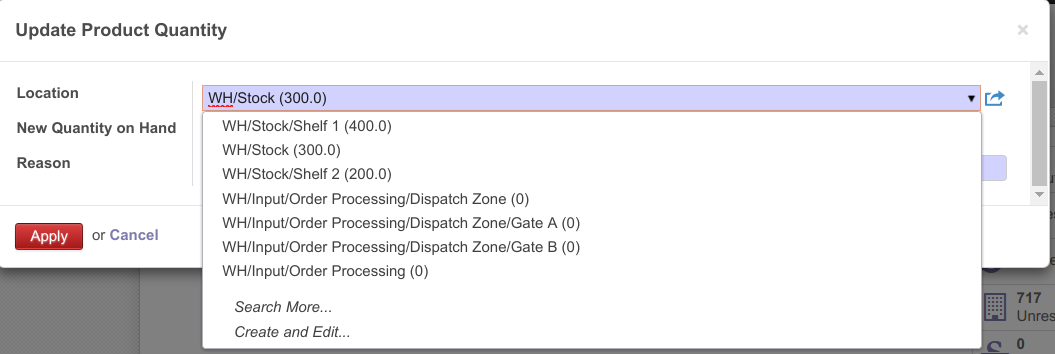 Update Product Quantity
×
Location
WH/Stock (300.0)
New Quantity on Hand
Reason
WH/Stock/Shelf 1 (400.0)
WH/Stock (300.0)
WH/Stock/Shelf 2 (200.0)
WH/Input/Order Processing/Dispatch Zone (0)
WH/Input/Order Processing/Dispatch Zone/Gate A (0)
WH/Input/Order Processing/Dispatch Zone/Gate B (0)
WH/Input/Order Processing (0)
Search More...
Create and Edit...
Apply or Cancel
717
Unres
0